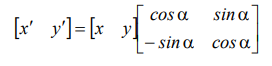 [x′ y′]=[x y][cos α sin α
− sin α cos α]